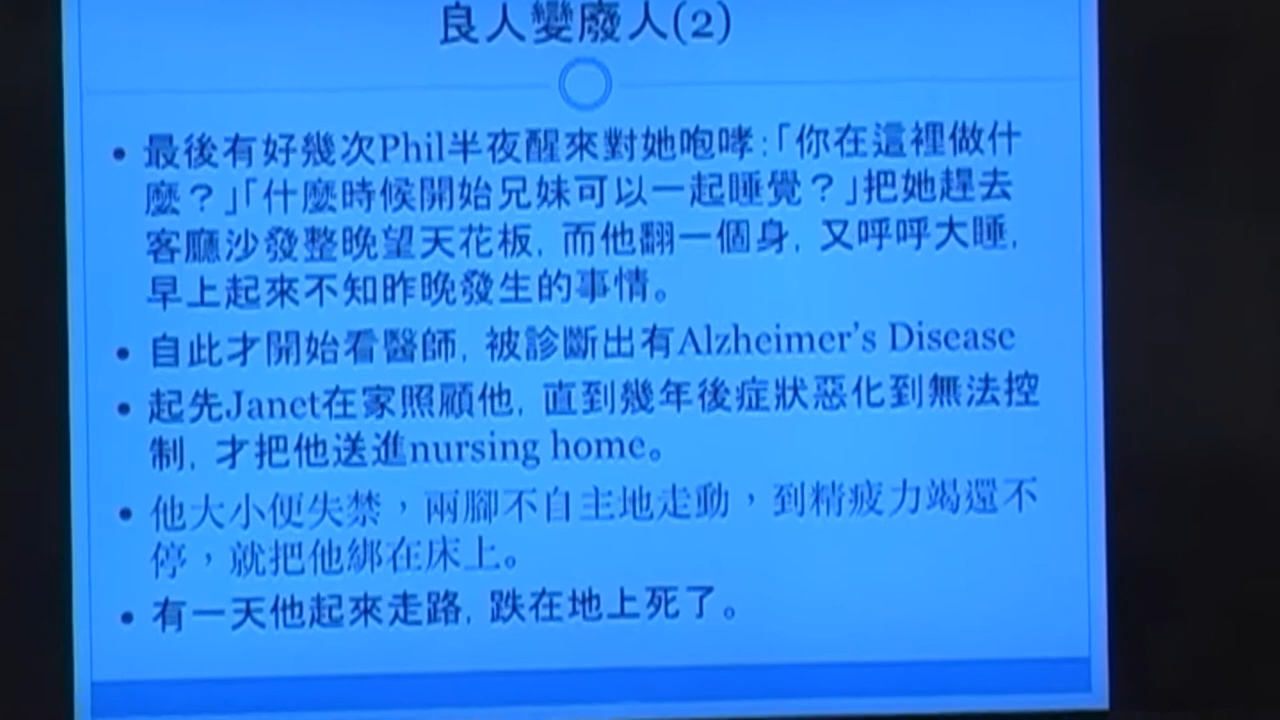 良人變廢人(2)
• 最後有好幾次Phil半夜醒來對她咆哮:「你在這裡做什
麼？」「什麼時候開始兄妹可以一起睡覺？」把她趕去
客廳沙發整晚望天花板, 而他翻一個身, 又呼呼大睡,
早上起來不知昨晚發生的事情。
• 自此才開始看醫師, 被診斷出有Alzheimer's Disease
• 起先Janet在家照顧他, 直到幾年後症狀惡化到無法控
制, 才把他送進nursing home。
• 他大小便失禁，兩腳不自主地走動，到精疲力竭還不
停，就把他綁在床上。
• 有一天他起來走路, 跌在地上死了。